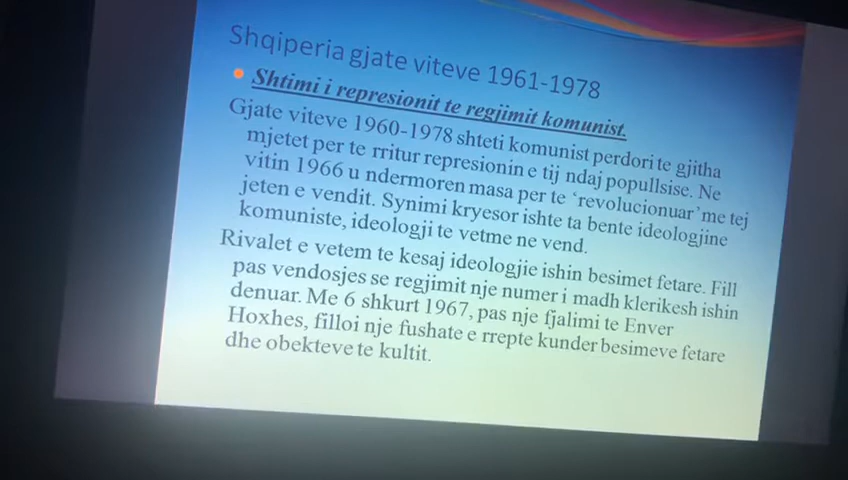 Shqiperia gjate viteve 1961-1978
Shtimi i represionit te regjimit komunist.
Gjate viteve 1960-1978 shteti komunist perdori te gjitha
mjetet per te rritur represionin e tij ndaj popullsise. Ne
vitin 1966 u ndermoren masa per te ‘revolucionuar’ me tej
jeten e vendit. Synimi kryesor ishte ta bente ideologjine
komuniste, ideologji te vetme ne vend.
Rivalet e vetem te kesaj ideologjie ishin besimet fetare. Fill
pas vendosjes se regjimit nje numer i madh klerikesh ishin
denuar. Me 6 shkurt 1967, pas nje fjalimi te Enver
Hoxhes, filloi nje fushate e rrepte kunder besimeve fetare
dhe obekteve te kultit.